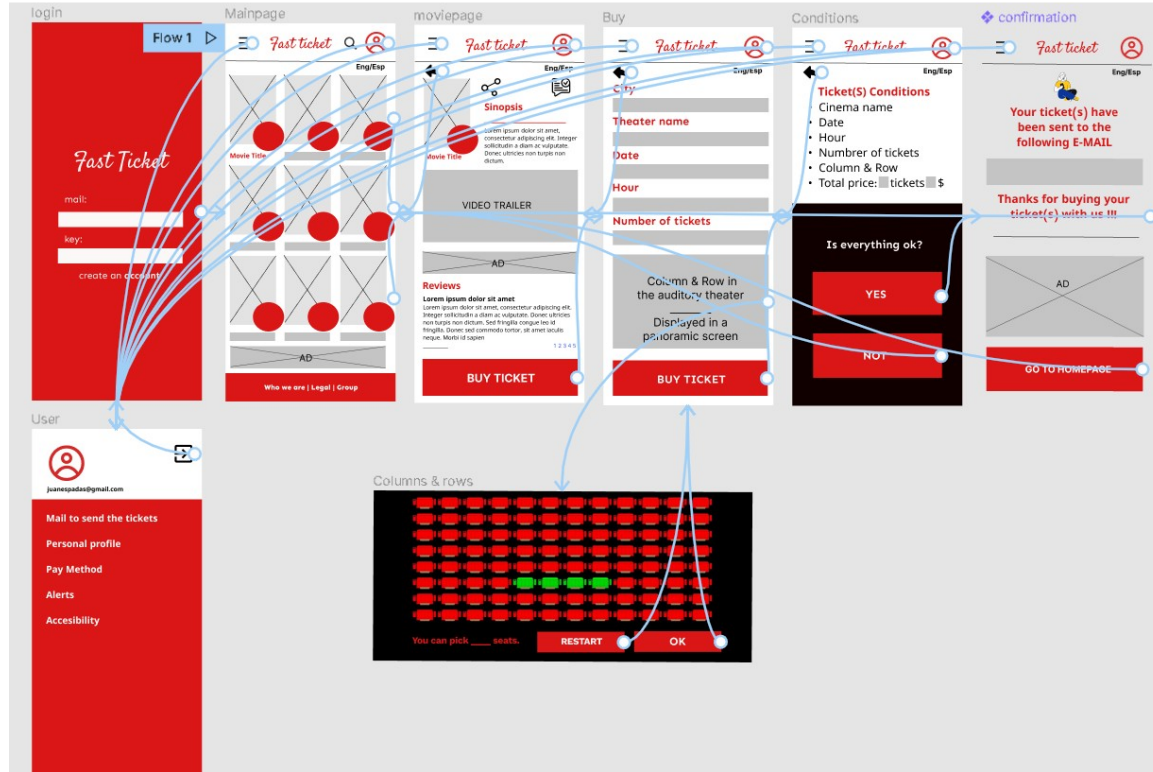 login
Flow 1
Fast Ticket
mail:
key:
create an account
Mainpage
Fast ticket
Eng/Esp
Movie Title
AD
Who we are | Legal | Group
moviepage
Fast ticket
Eng/Esp
Sinopsis
Lorem ipsum dolor sit amet,
consectetur adipiscing elit. Integer
sollicitudin a diam ac vulputate.
Donec ultricies non turpis non
dictum.
Movie Title
VIDEO TRAILER
AD
Reviews
Lorem ipsum dolor sit amet
Lorem ipsum dolor sit amet, consectetur adipiscing elit.
Integer sollicitudin a diam ac vulputate. Donec ultricies
non turpis non dictum. Sed fringilla congue leo id
fringilla. Donec sed commodo tortor, sit amet iaculis
neque. Morbi id sapien
1 2 3 4 5
BUY TICKET
Buy
Fast ticket
Eng/Esp
City
Theater name
Date
Hour
Number of tickets
Column & Row in
the auditory theater
Displayed in a
panoramic screen
BUY TICKET
Conditions
Fast ticket
Eng/Esp
Ticket(S) Conditions
• Cinema name
• Date
• Hour
• Numbrer of tickets
• Column & Row
• Total price: tickets $
Is everything ok?
YES
NOT
confirmation
Fast ticket
Eng/Esp
Your ticket(s) have
been sent to the
following E-MAIL
Thanks for buying your
ticket(s) with us !!!
AD
GO TO HOMEPAGE
User
juanespadas@gmail.com
Mail to send the tickets
Personal profile
Pay Method
Alerts
Accesibility
Columns & rows
You can pick ____ seats.
RESTART
OK